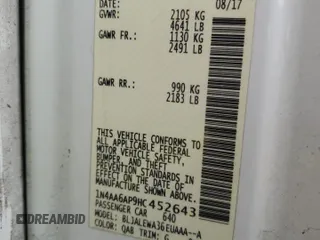 DATE: 08/17
GVWR: 2105 KG
4641 LB
GAWR FR.: 1130 KG
2491 LB
GAWR RR.: 990 KG
2183 LB
THIS VEHICLE CONFORMS TO
ALL APPLICABLE FEDERAL
MOTOR VEHICLE SAFETY,
BUMPER, AND THEFT
PREVENTION STANDARDS IN
EFFECT ON THE DATE OF
MANUFACTURE SHOWN ABOVE.
1N4AA6AP9HC452643
PASSENGER CAR 640
MODEL: BLJALEWA36EUAAA--A
COLOR: QAB TRIM: G